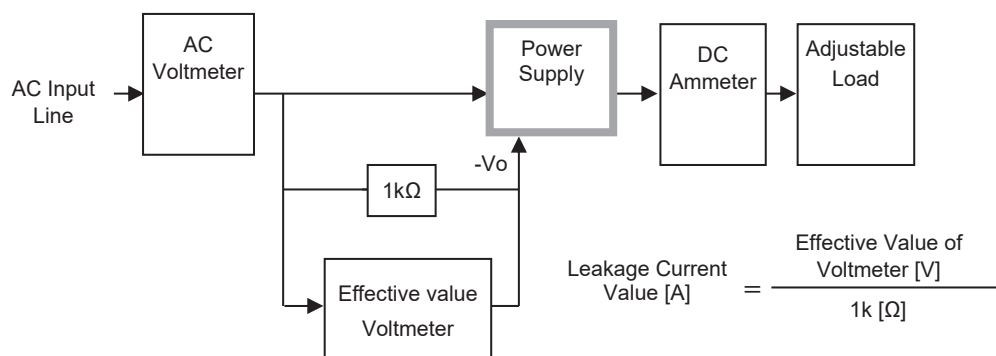 AC
Voltmeter
Power
Supply
DC
Ammeter
Adjustable
Load
AC Input
Line
-Vo
1kΩ
Effective value
Voltmeter
Leakage Current
Value [A]
=
Effective Value of
Voltmeter [V]
1k [Ω]